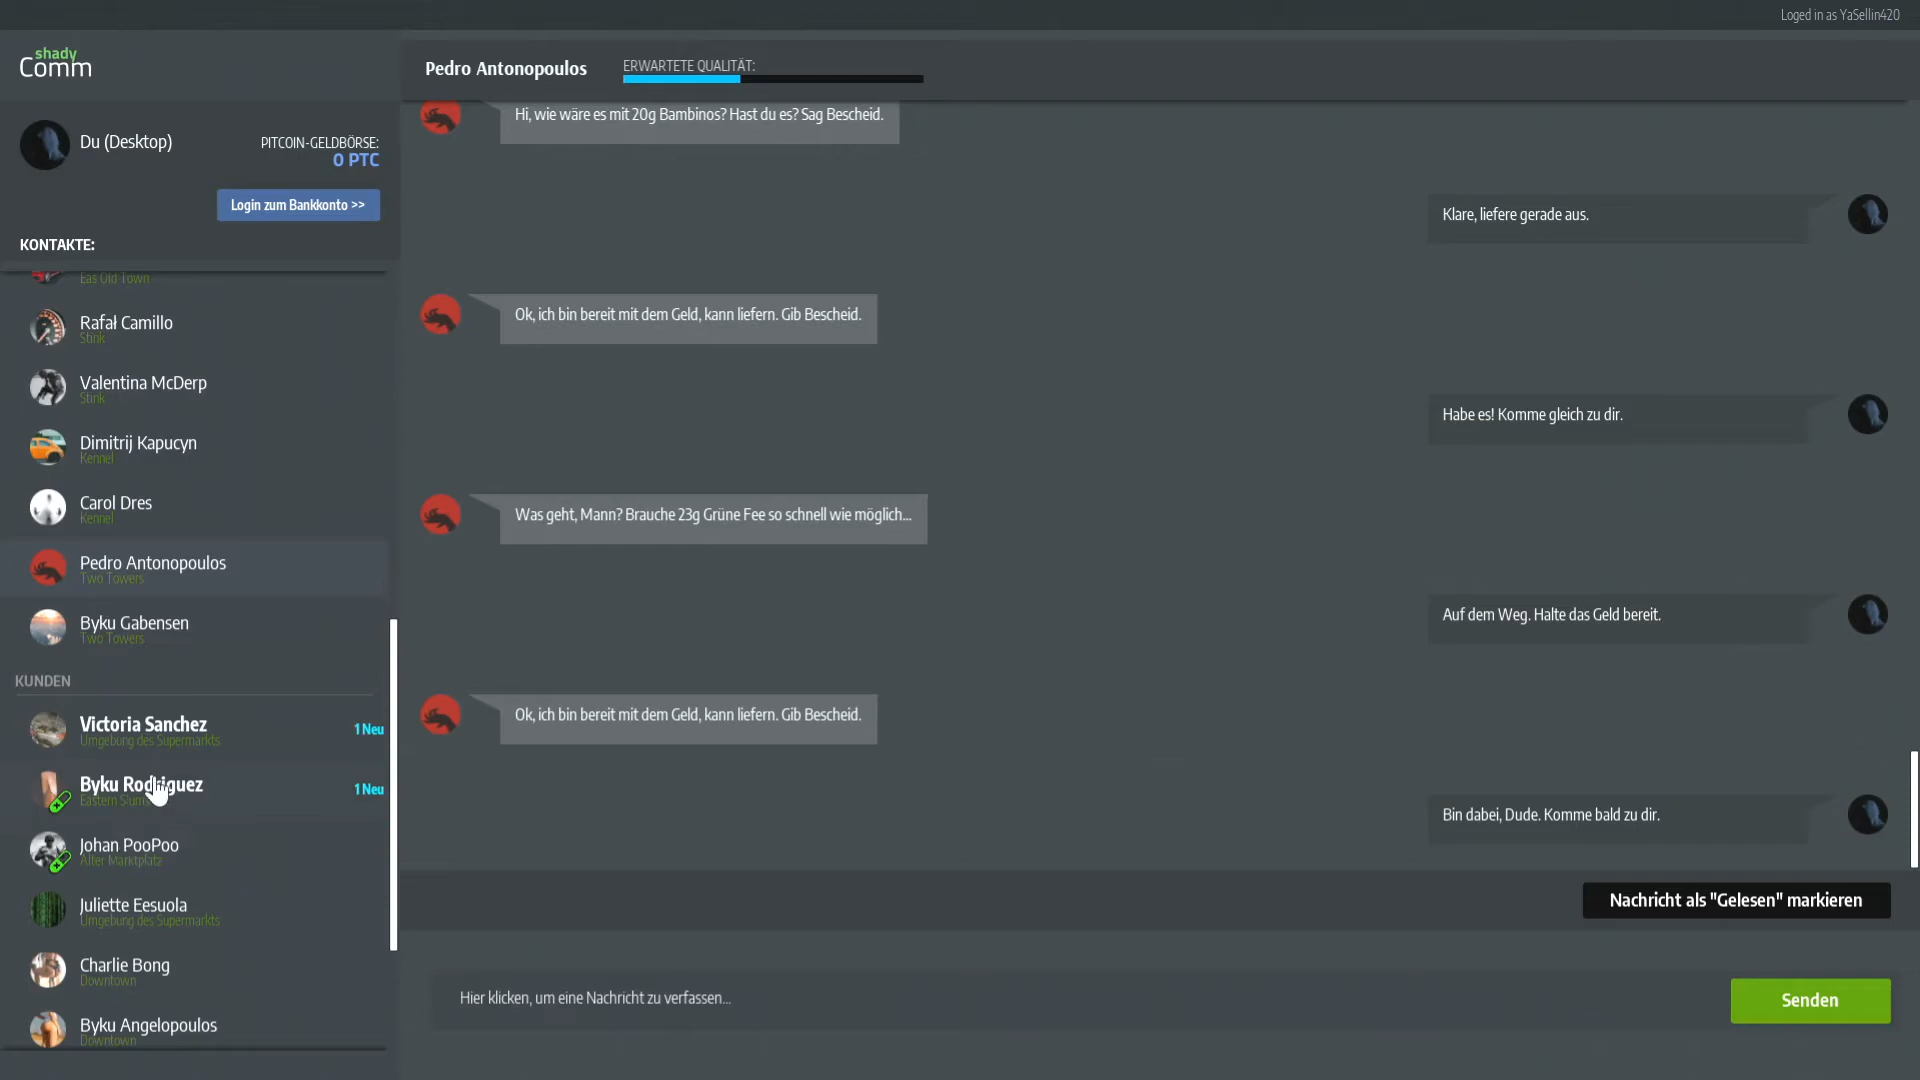 Loged in as YaSellin420
shady
Comm
Pedro Antonopoulos
ERWARTETE QUALITÄT:
Du (Desktop)
PITCOIN-GELDBÖRSE:
0 PTC
Login zum Bankkonto >>
KONTAKTE:
Eas Old Town
Rafał Camillo
Stink
Valentina McDerp
Stink
Dimitrij Kapucyn
Kennel
Carol Dres
Kennel
Pedro Antonopoulos
Two Towers
Byku Gabensen
Two Towers
KUNDEN
Victoria Sanchez
1 Neu
Umgebung des Supermarkts
Byku Rodriguez
1 Neu
Eastern Slums
Johan PooPoo
Alter Marktplatz
Juliette Eesuola
Umgebung des Supermarkts
Charlie Bong
Downtown
Byku Angelopoulos
Downtown
Hi, wie wäre es mit 20g Bambinos? Hast du es? Sag Bescheid.
Klare, liefere gerade aus.
Ok, ich bin bereit mit dem Geld, kann liefern. Gib Bescheid.
Habe es! Komme gleich zu dir.
Was geht, Mann? Brauche 23g Grüne Fee so schnell wie möglich...
Auf dem Weg. Halte das Geld bereit.
Ok, ich bin bereit mit dem Geld, kann liefern. Gib Bescheid.
Bin dabei, Dude. Komme bald zu dir.
Nachricht als "Gelesen" markieren
Hier klicken, um eine Nachricht zu verfassen...
Senden